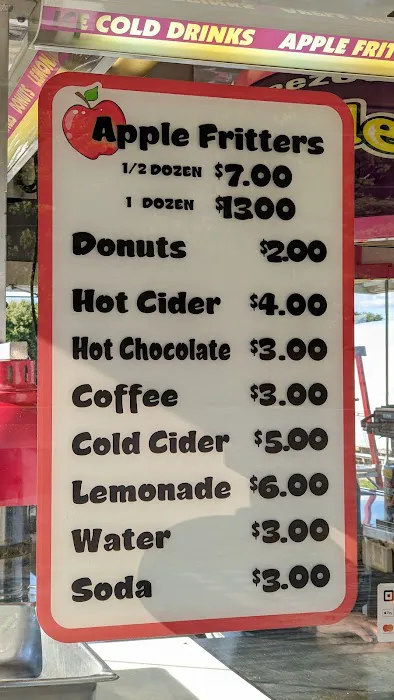 COLD DRINKS APPLE FRIT
Apple Fritters
1/2 DOZEN $7.00
1 DOZEN $1300
Donuts $2.00
Hot Cider $4.00
Hot Chocolate $3.00
Coffee $3.00
Cold Cider $5.00
Lemonade $6.00
Water $3.00
Soda $3.00